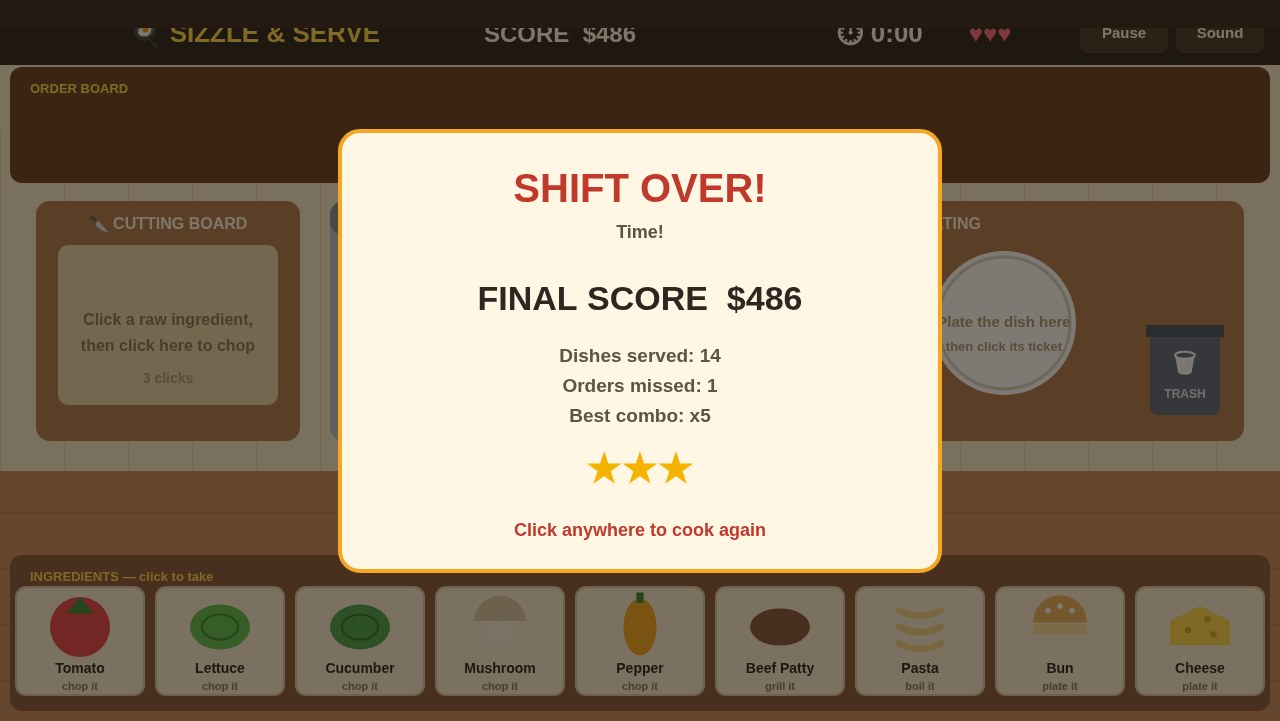 SIZZLE & SERVE
SCORE $486
0:00
♥♥♥
Pause
Sound
ORDER BOARD
SHIFT OVER!
Time!
FINAL SCORE $486
Dishes served: 14
Orders missed: 1
Best combo: x5
★★★
Click anywhere to cook again
CUTTING BOARD
Click a raw ingredient,
then click here to chop
3 clicks
Plate the dish here
then click its ticket
TRASH
INGREDIENTS — click to take
Tomato
chop it
Lettuce
chop it
Cucumber
chop it
Mushroom
chop it
Pepper
chop it
Beef Patty
grill it
Pasta
boil it
Bun
plate it
Cheese
plate it